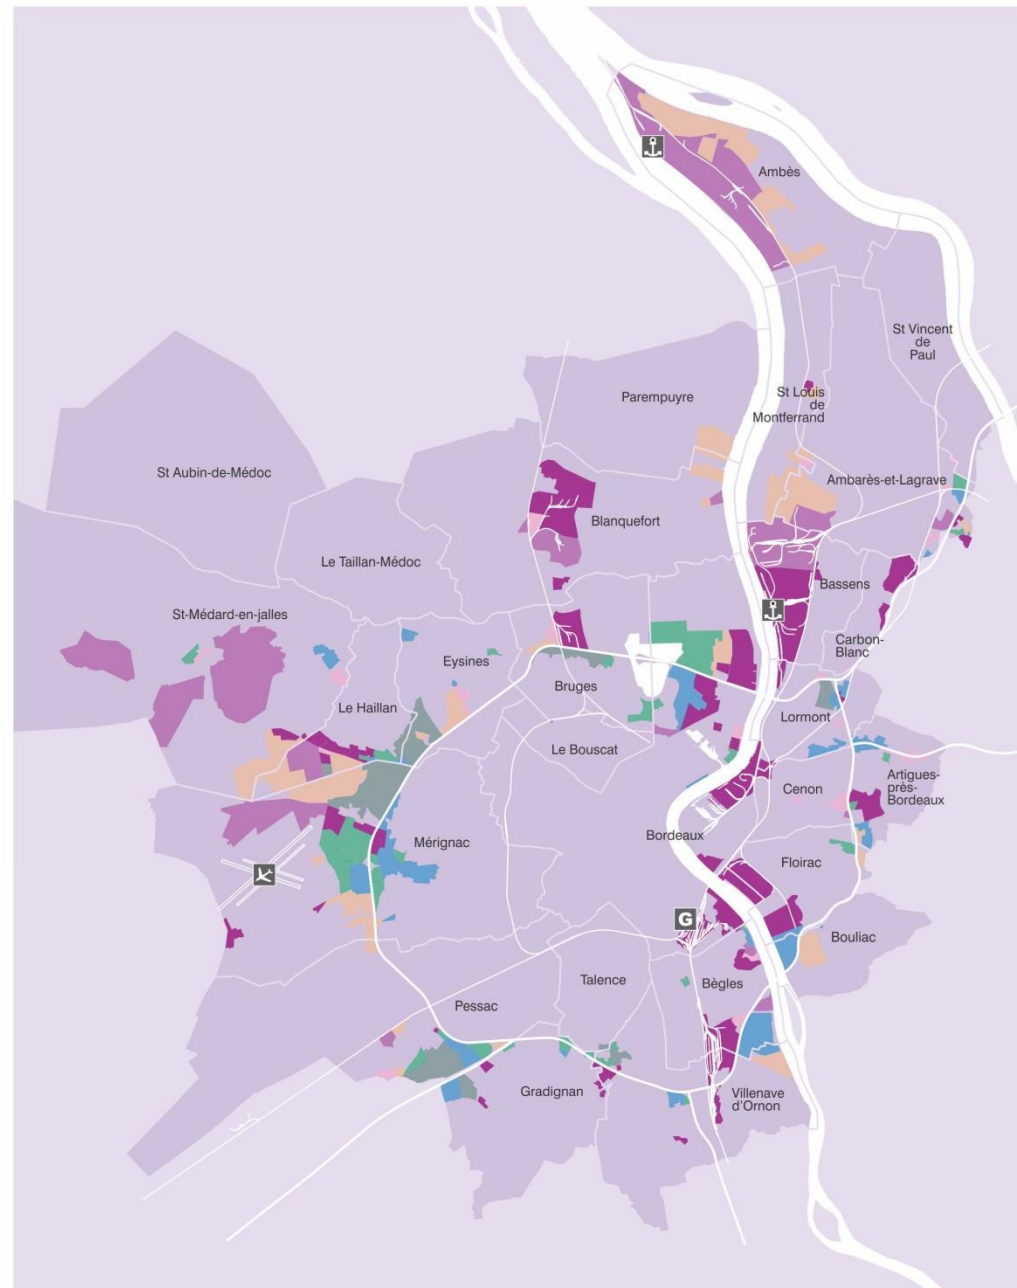 Ambès
St Vincent
de
Paul
Parempuyre
St Louis
de
Montferrand
St Aubin-de-Médoc
Ambarès-et-Lagrave
Blanquefort
Le Taillan-Médoc
Bassens
St-Médard-en-jalles
Carbon-
Blanc
Eysines
Bruges
Le Haillan
Lormont
Le Bouscat
Artigues-
près-
Bordeaux
Cenon
Bordeaux
Mérignac
Floirac
G
Bouliac
Talence
Bègles
Pessac
Gradignan
Villenave
d'Ornon